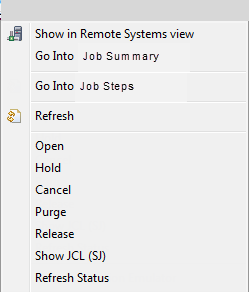 Show in Remote Systems view
Go Into Job Summary
Go Into Job Steps
Refresh
Open
Hold
Cancel
Purge
Release
Show JCL (SJ)
Refresh Status